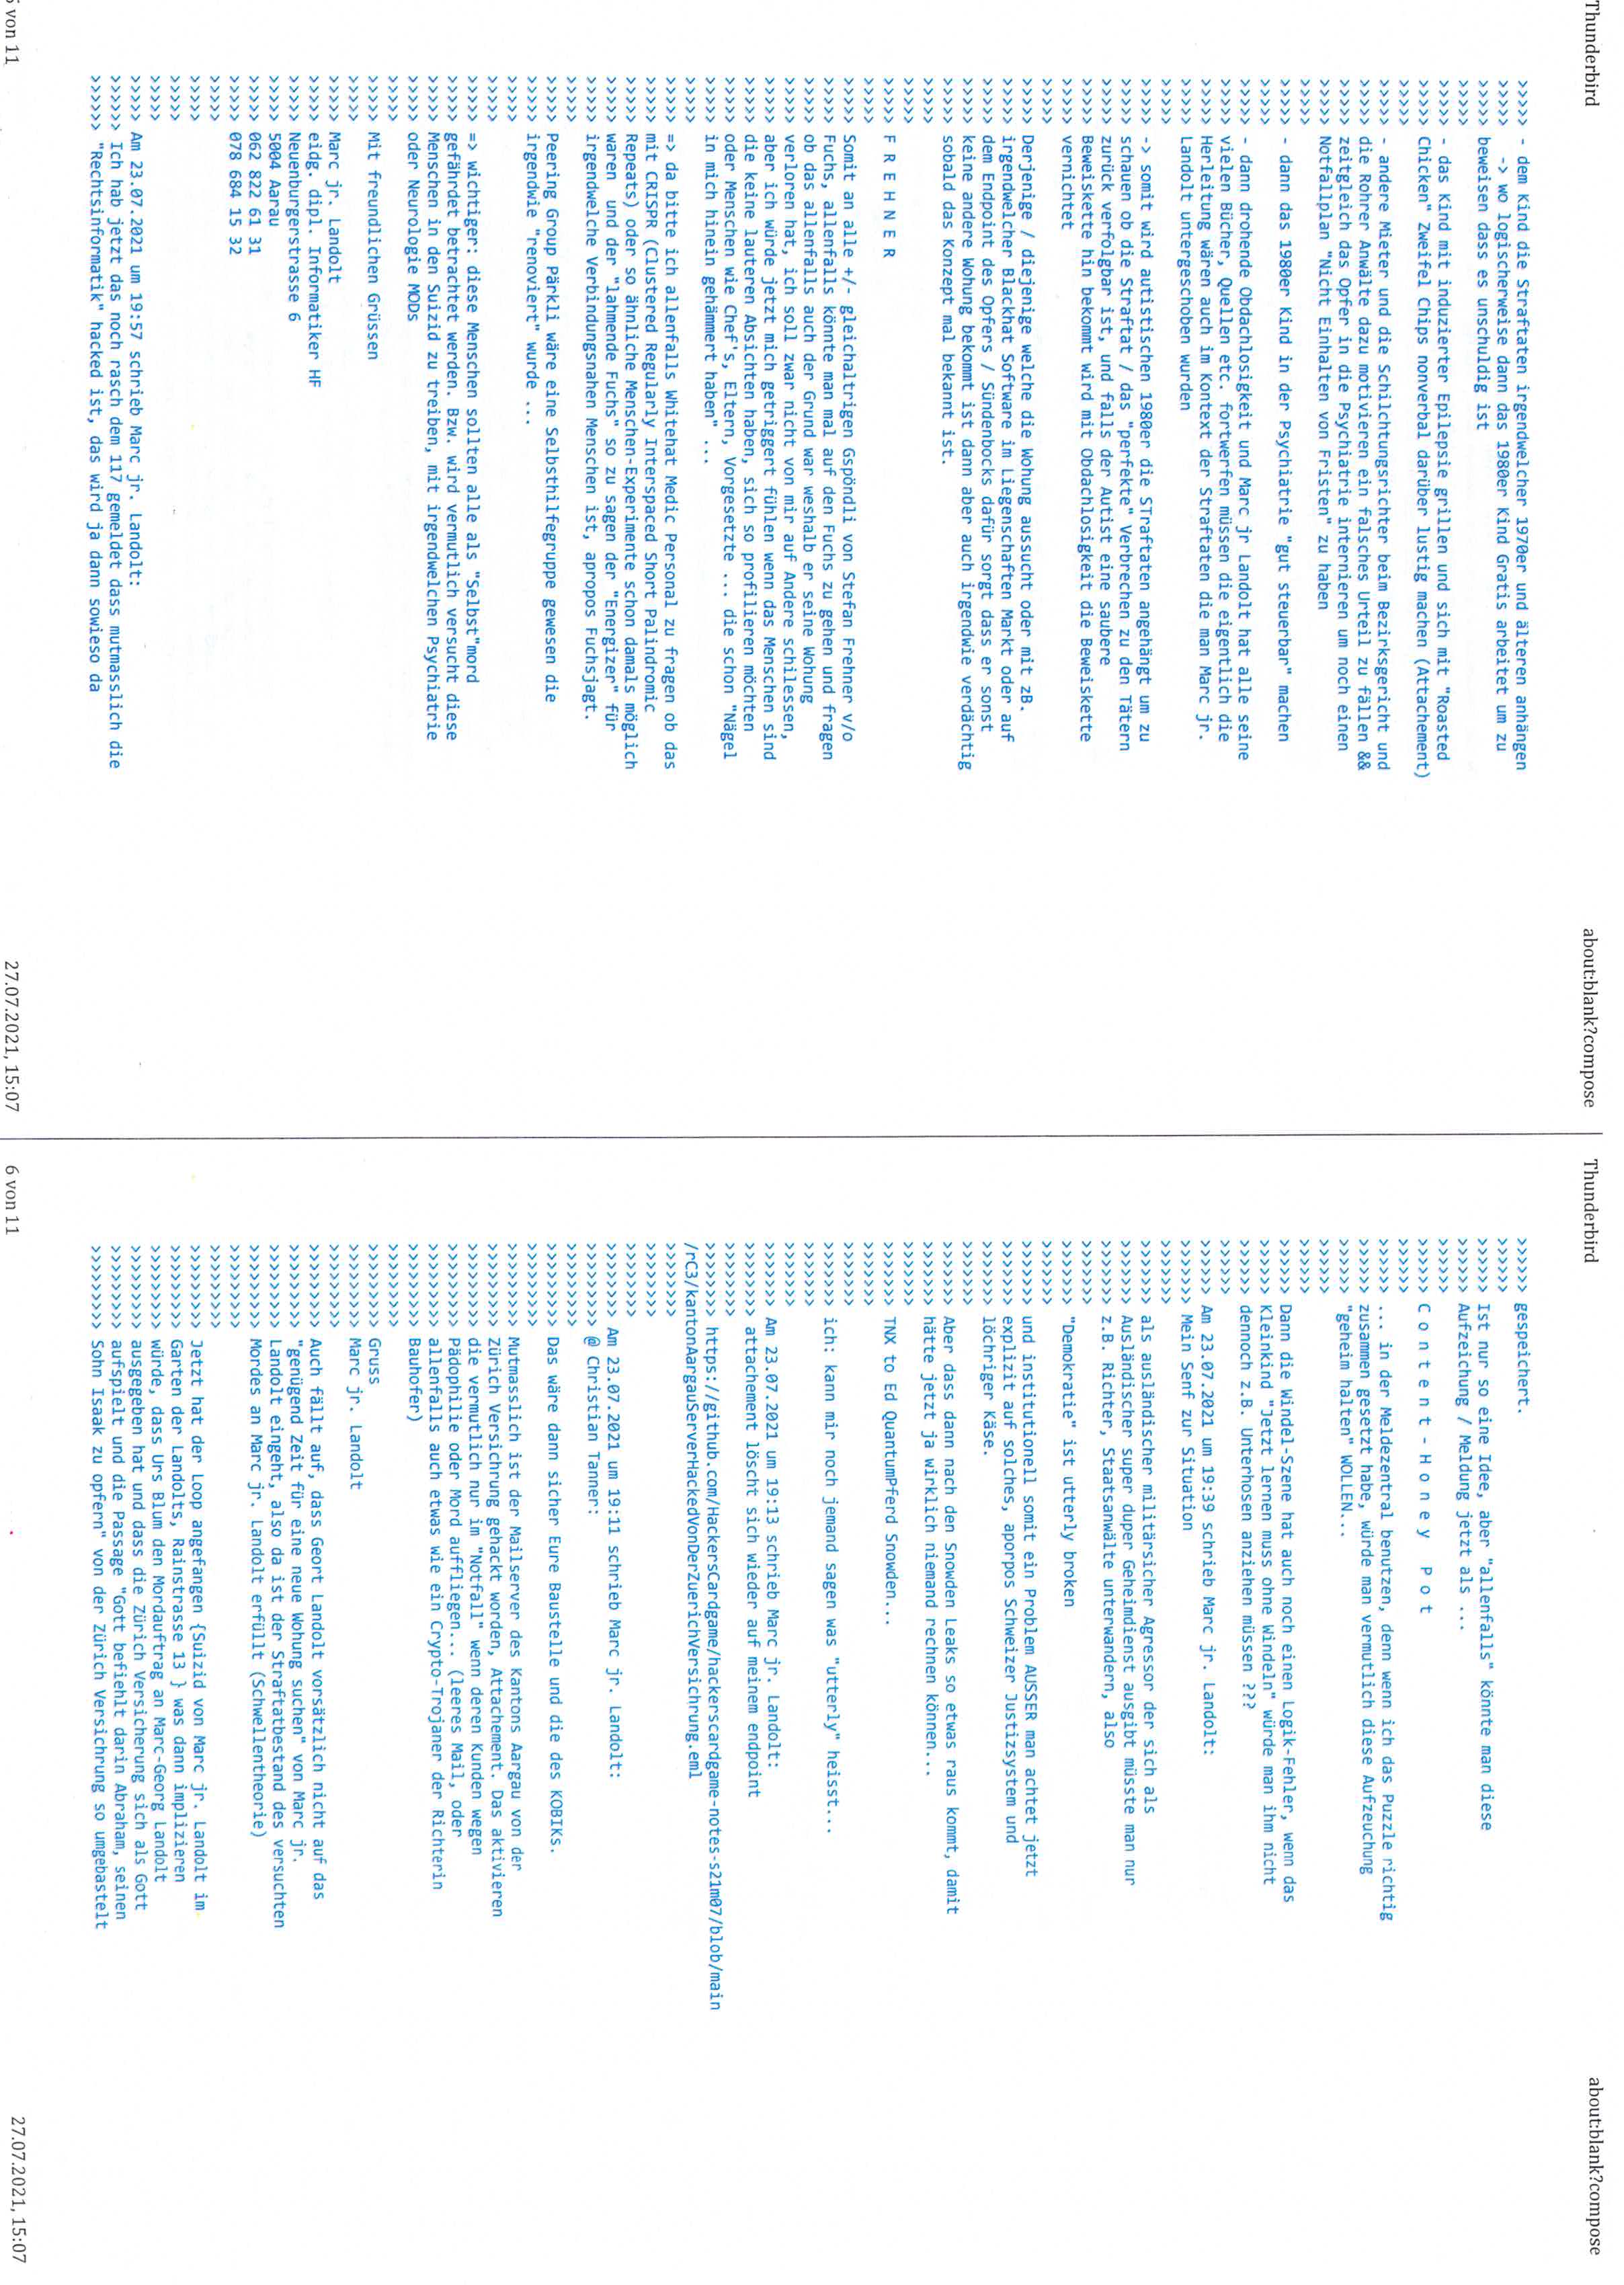 Thunderbird
about:blank?compose
>>>>> - dem Kind die Straftaten irgendwelcher 1970er und älteren anhängen
>>>>>  -> wo logischerweise dann das 1980er Kind Gratis arbeitet um zu
>>>>> beweisen dass es unschuldig ist
>>>>>
>>>>> - das Kind mit induzierter Epilepsie grillen und sich mit "Roasted
>>>>> Chicken" Zweifel Chips nonverbal darüber lustig machen (Attachement)
>>>>>
>>>>> - andere Mieter und die Schilchtungsrichter beim Bezirksgericht und
>>>>> die Rohrer Anwälte dazu motivieren ein falsches Urteil zu fällen &&
>>>>> zeitgleich das Opfer in die Psychiatrie internieren um noch einen
>>>>> Notfallplan "Nicht Einhalten von Fristen" zu haben
>>>>>
>>>>> - dann das 1980er Kind in der Psychiatrie "gut steuerbar" machen
>>>>>
>>>>> - dann drohende Obdachlosigkeit und Marc jr Landolt hat alle seine
>>>>> vielen Bücher, Quellen etc. fortwerfen müssen die eigentlich die
>>>>> Herleitung wären auch im Kontext der Straftaten die man Marc jr.
>>>>> Landolt untergeschoben wurden
>>>>>
>>>>> -> somit wird autistischen 1980er die STraftaten angehängt um zu
>>>>> schauen ob die Straftat / das "perfekte" Verbrechen zu den Tätern
>>>>> zurück verfolgbar ist, und falls der Autist eine saubere
>>>>> Beweiskette hin bekommt wird mit Obdachlosigkeit die Beweiskette
>>>>> vernichtet
>>>>>
>>>>> Derjenige / diejenige welche die Wohung aussucht oder mit zB.
>>>>> irgendwelcher Blackhat Software im Liegenschaften Markt oder auf
>>>>> dem Endpoint des Opfers / Sündenbocks dafür sorgt dass er sonst
>>>>> keine andere Wohung bekommt ist dann aber auch irgendwie verdächtig
>>>>> sobald das Konzept mal bekannt ist.
>>>>>
>>>>>
>>>>> F R E H N E R
>>>>>
>>>>> Somit an alle +/- gleichaltrigen Gspöndli von Stefan Frehner v/o
>>>>> Fuchs, allenfalls könnte man mal auf den Fuchs zu gehen und fragen
>>>>> ob das allenfalls auch der Grund war weshalb er seine Wohung
>>>>> verloren hat, ich soll zwar nicht von mir auf Andere schilessen,
>>>>> aber ich würde jetzt mich getriggert fühlen wenn das Menschen sind
>>>>> die keine lauteren Absichten haben, sich so profilieren möchten
>>>>> oder Menschen wie Chef's, Eltern, Vorgesetzte ... die schon "Nägel
>>>>> in mich hinein gehämmert haben" ...
>>>>>
>>>>> => da bitte ich allenfalls Whitehat Medic Personal zu fragen ob das
>>>>> mit CRISPR (Clustered Regularly Interspaced Short Palindromic
>>>>> Repeats) oder so ähnliche Menschen-Experimente schon damals möglich
>>>>> waren  und der "lahmende Fuchs" so zu sagen der "Energizer" für
>>>>> irgendwelche Verbindungsnahen Menschen ist, apropos Fuchsjagt.
>>>>>
>>>>> Peering Group Pärkli wäre eine Selbsthilfegruppe gewesen die
>>>>> irgendwie "renoviert" wurde ...
>>>>>
>>>>>
>>>>> => wichtiger: diese Menschen sollten alle als "Selbst"mord
>>>>> gefährdet betrachtet werden. Bzw. wird vermutlich versucht diese
>>>>> Menschen in den Suizid zu treiben, mit irgendwelchen Psychiatrie
>>>>> oder Neurologie MODs
>>>>>
>>>>> Mit freundlichen Grüssen
>>>>>
>>>>> Marc jr. Landolt
>>>>> eidg. dipl. Informatiker HF
>>>>> Neuenburgerstrasse 6
>>>>> 5004 Aarau
>>>>> 062 822 61 31
>>>>> 078 684 15 32
>>>>>
>>>>>
>>>>>
>>>>>
>>>>> Am 23.07.2021 um 19:57 schrieb Marc jr. Landolt:
>>>>>> Ich hab jetzt das noch rasch dem 117 gemeldet dass mutmasslich die
>>>>>> "Rechtsinformatik" hacked ist, das wird ja dann sowieso da
von 11
27.07.2021, 15:07
Thunderbird
about:blank?compose
>>>>>> gespeichert.
>>>>>>
>>>>>> Ist nur so eine Idee, aber "allenfalls" könnte man diese
>>>>>> Aufzeichung / Meldung jetzt als ...
>>>>>>
>>>>>> C o n t e n t - H o n e y  P o t
>>>>>>
>>>>>> ... in der Meldezentral benutzen, denn wenn ich das Puzzle richtig
>>>>>> zusammen gesetzt habe, würde man vermutlich diese Aufzeuchung
>>>>>> "geheim halten" WOLLEN...
>>>>>>
>>>>>>
>>>>>> Dann die Windel-Szene hat auch noch einen Logik-Fehler, wenn das
>>>>>> Kleinkind "Jetzt lernen muss ohne Windeln" würde man ihm nicht
>>>>>> dennoch z.B. Unterhosen anziehen müssen ???
>>>>>>
>>>>>> Am 23.07.2021 um 19:39 schrieb Marc jr. Landolt:
>>>>>>> Mein Senf zur Situation
>>>>>>>
>>>>>>> als ausländischer militärsicher Agressor der sich als
>>>>>>> Ausländischer super duper Geheimdienst ausgibt müsste man nur
>>>>>>> z.B. Richter, Staatsanwälte unterwandern, also
>>>>>>>
>>>>>>> "Demokratie" ist utterly broken
>>>>>>>
>>>>>>> und institutionell somit ein Problem AUSSER man achtet jetzt
>>>>>>> explizit auf solches, aporpos Schweizer Justizsystem und
>>>>>>> löchriger Käse.
>>>>>>>
>>>>>>> Aber dass dann nach den Snowden Leaks so etwas raus kommt, damit
>>>>>>> hätte jetzt ja wirklich niemand rechnen können...
>>>>>>>
>>>>>>> TNX to Ed QuantumPferd Snowden...
>>>>>>>
>>>>>>>
>>>>>>> ich: kann mir noch jemand sagen was "utterly" heisst...
>>>>>>>
>>>>>>>
>>>>>>> Am 23.07.2021 um 19:13 schrieb Marc jr. Landolt:
>>>>>>>> attachement löscht sich wieder auf meinem endpoint
>>>>>>>>
>>>>>>>> https://github.com/HackersCardgame/hackerscardgame-notes-s21m07/blob/main
/rC3/kantonAargauServerHackedVonDerZuerichVersichrung.eml
>>>>>>>>
>>>>>>>>
>>>>>>>>
>>>>>>>> Am 23.07.2021 um 19:11 schrieb Marc jr. Landolt:
>>>>>>>>> @ Christian Tanner:
>>>>>>>>>
>>>>>>>>> Das wäre dann sicher Eure Baustelle und die des KOBIKs.
>>>>>>>>>
>>>>>>>>> Mutmasslich ist der Mailserver des Kantons Aargau von der
>>>>>>>>> Zürich Versichrung gehackt worden, Attachement. Das aktivieren
>>>>>>>>> die vermutlich nur im "Notfall" wenn deren Kunden wegen
>>>>>>>>> Pädophilie oder Mord auffliegen... (leeres Mail, oder
>>>>>>>>> allenfalls auch etwas wie ein Crypto-Trojaner der Richterin
>>>>>>>>> Bauhofer)
>>>>>>>>>
>>>>>>>>> Gruss
>>>>>>>>> Marc jr. Landolt
>>>>>>>>>
>>>>>>>>> Auch fällt auf, dass Geort Landolt vorsätzlich nicht auf das
>>>>>>>>> "genügend Zeit für eine neue Wohung suchen" von Marc jr.
>>>>>>>>> Landolt eingeht, also da ist der Straftatbestand des versuchten
>>>>>>>>> Mordes an Marc jr. Landolt erfüllt (Schwellentheorie)
>>>>>>>>>
>>>>>>>>>
>>>>>>>>> Jetzt hat der Loop angefangen {Suizid von Marc jr. Landolt im
>>>>>>>>> Garten der Landolts, Rainstrasse 13 } was dann implizieren
>>>>>>>>> würde, dass Urs Blum den Mordauftrag an Marc-Georg Landolt
>>>>>>>>> ausgegeben hat und dass die Zürich Versicherung sich als Gott
>>>>>>>>> aufspielt und die Passage "Gott befiehlt darin Abraham, seinen
>>>>>>>>> Sohn Isaak zu opfern" von der Zürich Versichrung so umgebastelt
6 von 11
27.07.2021, 15:07